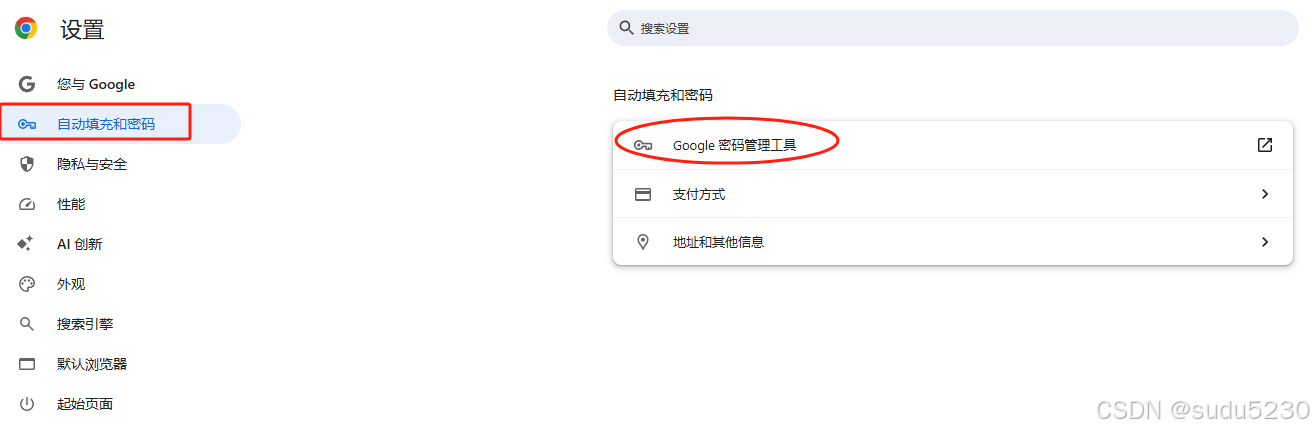 设置
搜索设置
您与 Google
自动填充和密码
隐私与安全
性能
AI 创新
外观
搜索引擎
默认浏览器
起始页面
自动填充和密码
Google 密码管理工具
支付方式
地址和其他信息
CSDN @sudu5230